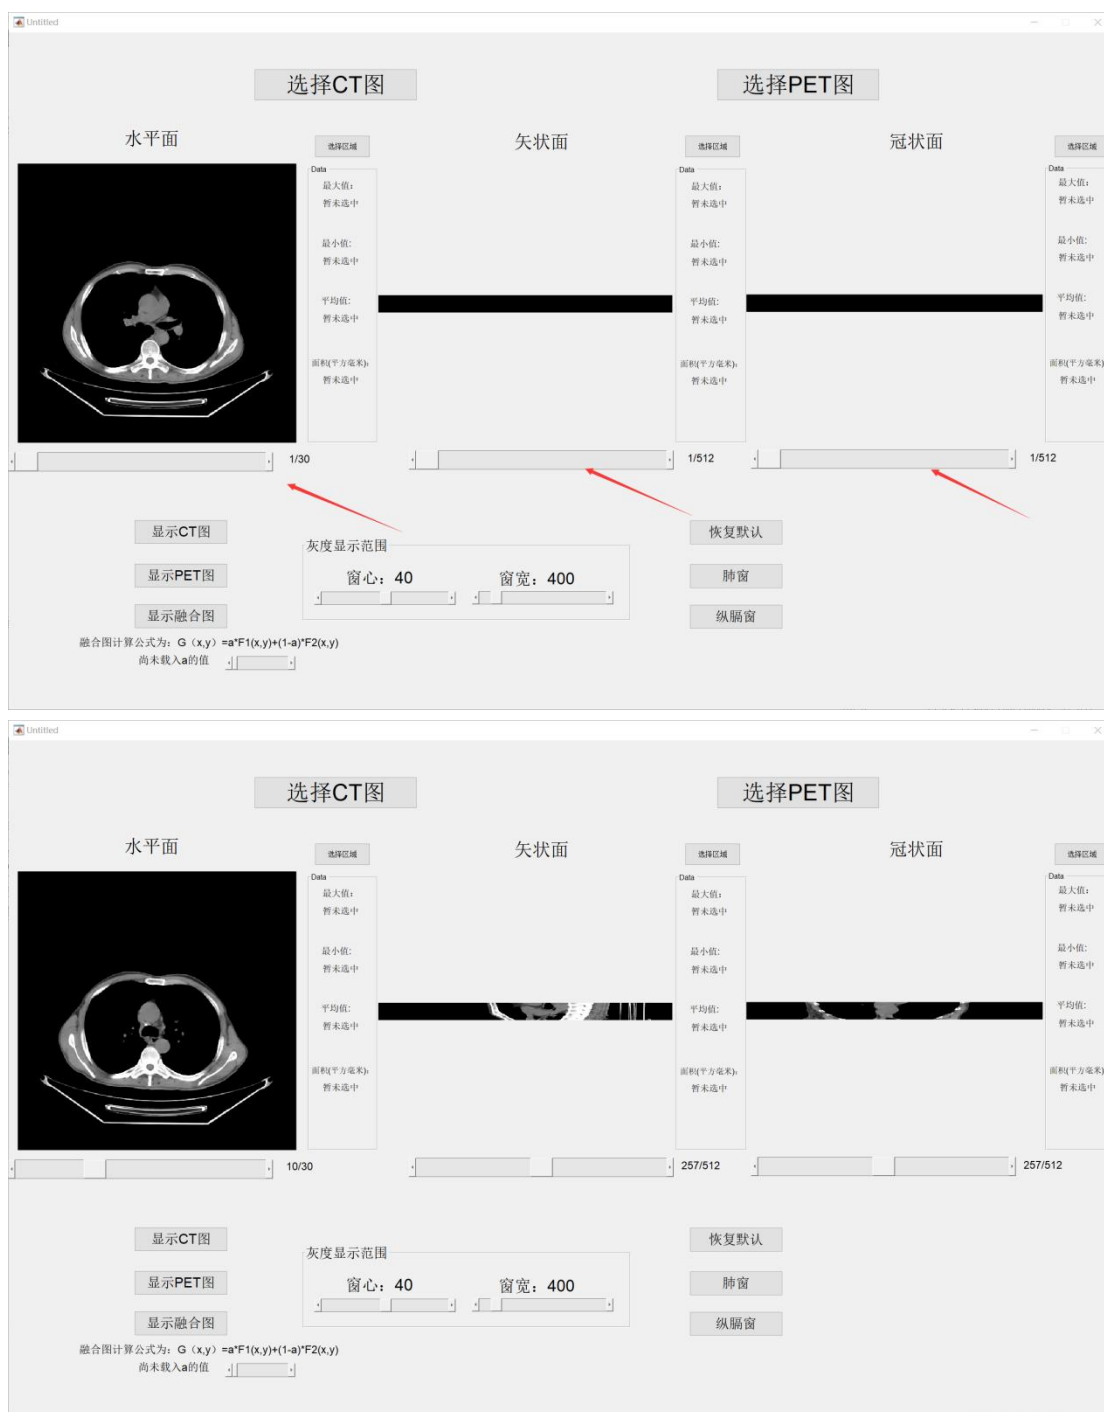 Untitled
选择CT图
选择PET图
水平面
选择区域
矢状面
选择区域
冠状面
选择区域
Data
最大值:
暂未选中
最小值:
暂未选中
平均值:
暂未选中
面积(平方毫米):
暂未选中
Data
最大值:
暂未选中
最小值:
暂未选中
平均值:
暂未选中
面积(平方毫米):
暂未选中
Data
最大值:
暂未选中
最小值:
暂未选中
平均值:
暂未选中
面积(平方毫米)
暂未选中
1/30
1/512
1/512
显示CT图
显示PET图
显示融合图
灰度显示范围
窗心：40
窗宽：400
恢复默认
肺窗
纵膈窗
融合图计算公式为：G（x,y）=a*F1(x,y)+(1-a)*F2(x,y)
尚未载入a的值
Untitled
选择CT图
选择PET图
水平面
选择区域
矢状面
选择区域
冠状面
选择区域
Data
最大值:
暂未选中
最小值:
暂未选中
平均值:
暂未选中
面积(平方毫米):
暂未选中
Data
最大值:
暂未选中
最小值:
暂未选中
平均值:
暂未选中
面积(平方毫米):
暂未选中
Data
最大值:
暂未选中
最小值:
暂未选中
平均值:
暂未选中
面积(平方毫米)
暂未选中
10/30
257/512
257/512
显示CT图
显示PET图
显示融合图
灰度显示范围
窗心：40
窗宽：400
恢复默认
肺窗
纵膈窗
融合图计算公式为：G（x,y）=a*F1(x,y)+(1-a)*F2(x,y)
尚未载入a的值